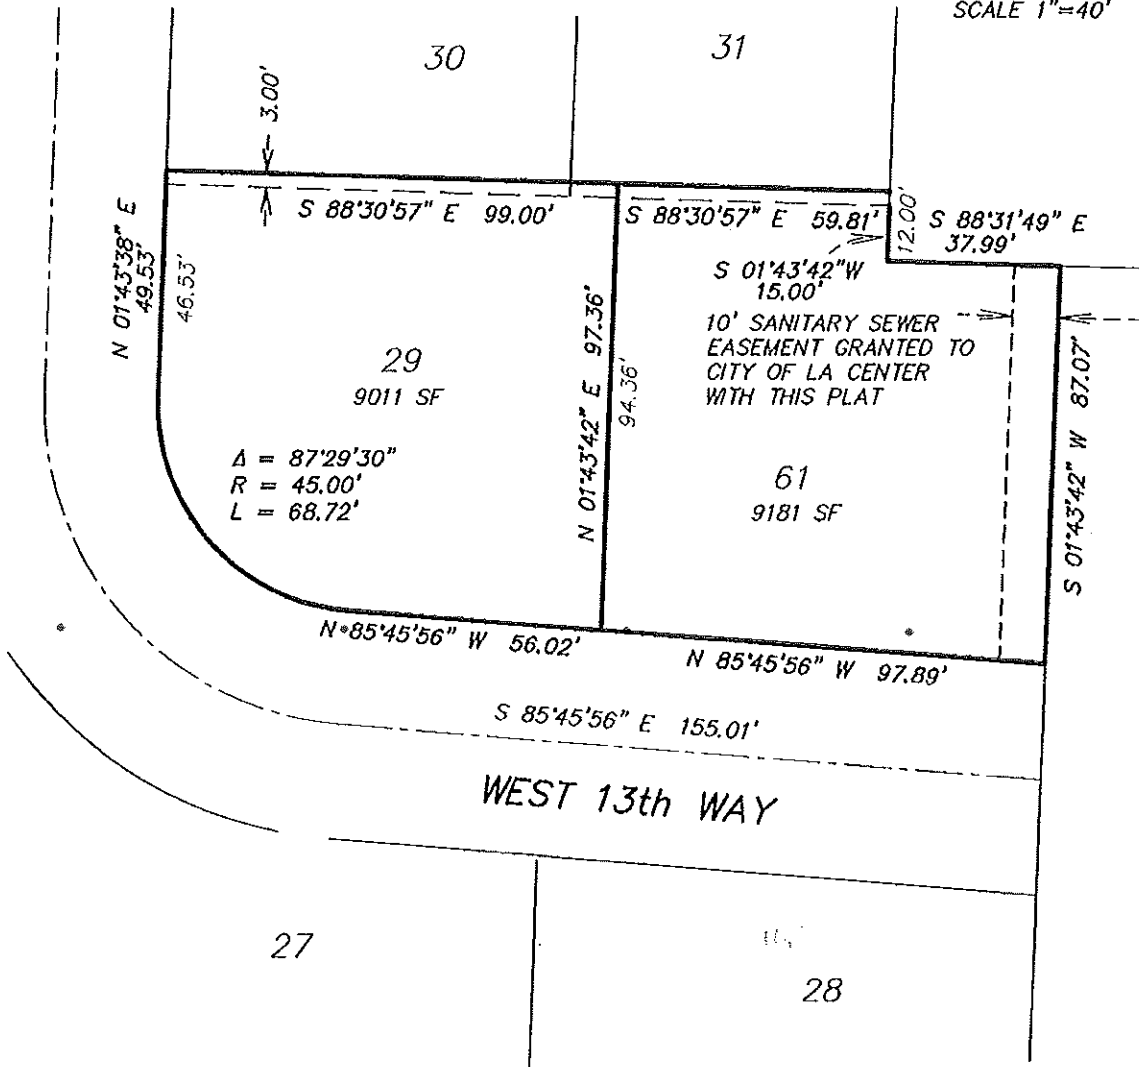 SCALE 1"=40'
30
31
3.00'
S 88°30'57" E 99.00'
S 88°30'57" E 59.81'
12.00'
S 88°31'49" E
37.99'
N 01°43'38" E
49.53'
46.53'
S 01°43'42"W
15.00'
10' SANITARY SEWER
EASEMENT GRANTED TO
CITY OF LA CENTER
WITH THIS PLAT
29
9011 SF
N 01°43'42" E 97.36'
94.36'
S 01°43'42" W 87.07'
Δ = 87°29'30"
R = 45.00'
L = 68.72'
61
9181 SF
N 85°45'56" W 56.02'
N 85°45'56" W 97.89'
S 85°45'56" E 155.01'
WEST 13th WAY
27
28